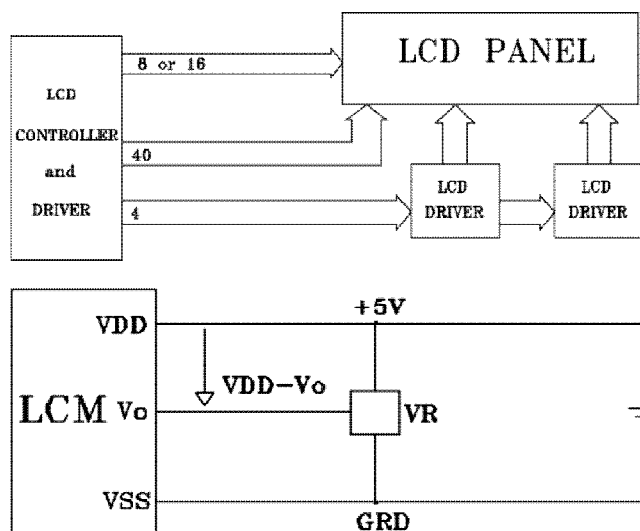 LCD PANEL
8 or 16
LCD
CONTROLLER
and
DRIVER
40
4
LCD
DRIVER
LCD
DRIVER
+5V
VDD
VDD-Vo
LCM
Vo
VR
VSS
GRD